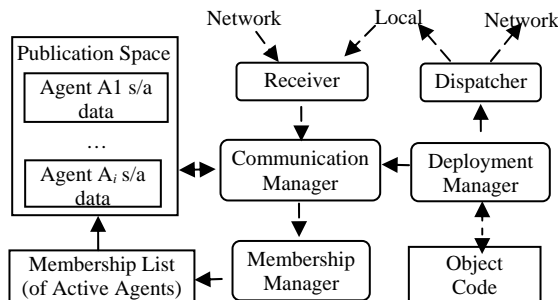 Network
Local
Network
Publication Space
Agent A1 s/a
data
…
Agent Ai s/a
data
Receiver
Dispatcher
Communication
Manager
Deployment
Manager
Membership List
(of Active Agents)
Membership
Manager
Object
Code